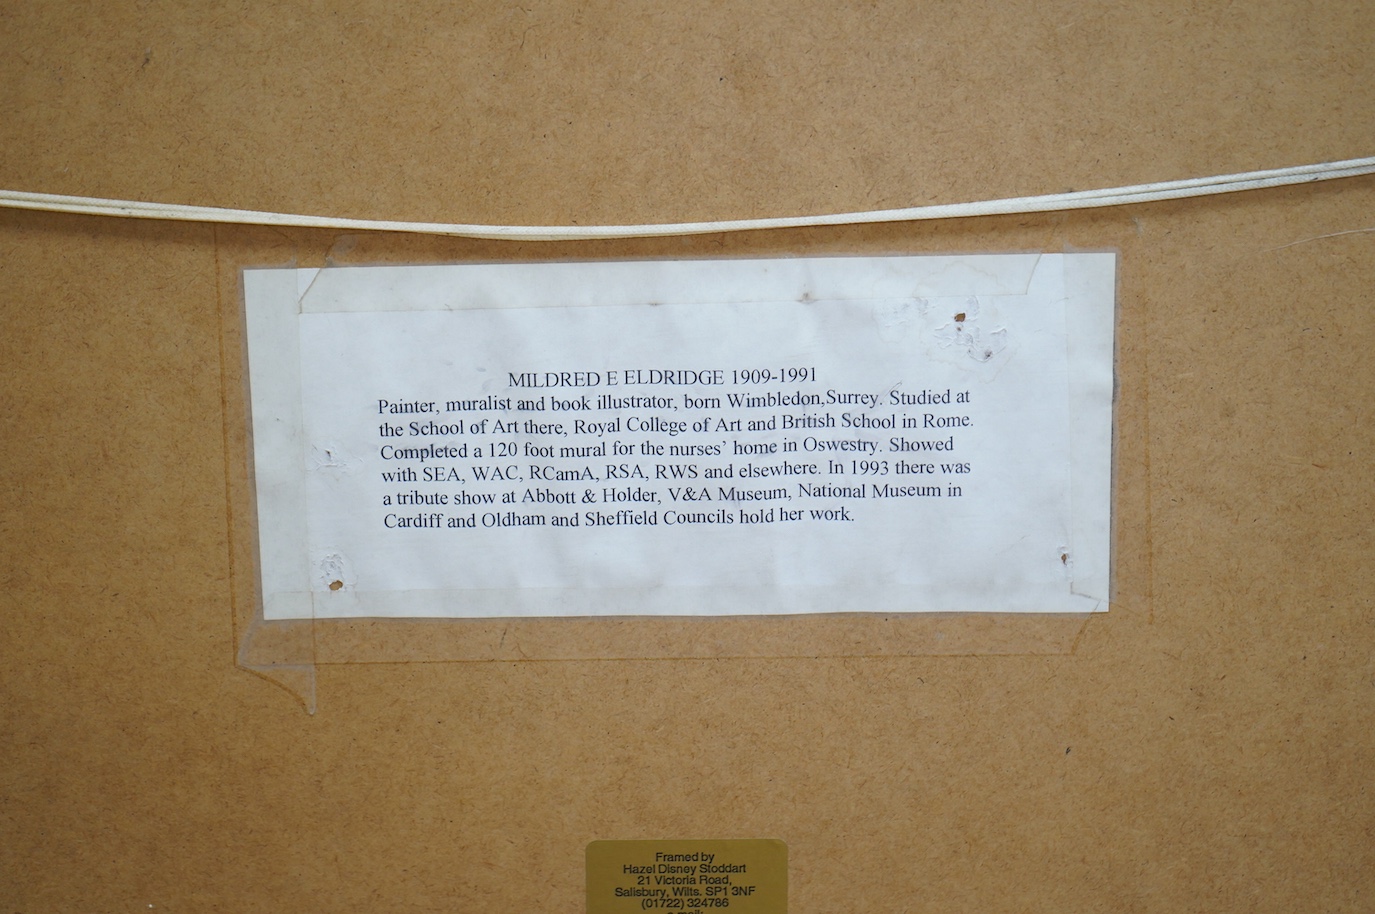 MILDRED E ELDRIDGE 1909-1991
Painter, muralist and book illustrator, born Wimbledon,Surrey. Studied at
the School of Art there, Royal College of Art and British School in Rome.
Completed a 120 foot mural for the nurses' home in Oswestry. Showed
with SEA, WAC, RCamA, RSA, RWS and elsewhere. In 1993 there was
a tribute show at Abbott & Holder, V&A Museum, National Museum in
Cardiff and Oldham and Sheffield Councils hold her work.
Framed by
Hazel Disney Stoddart
21 Victoria Road,
Salisbury, Wilts. SP1 3NF
(01722) 324786